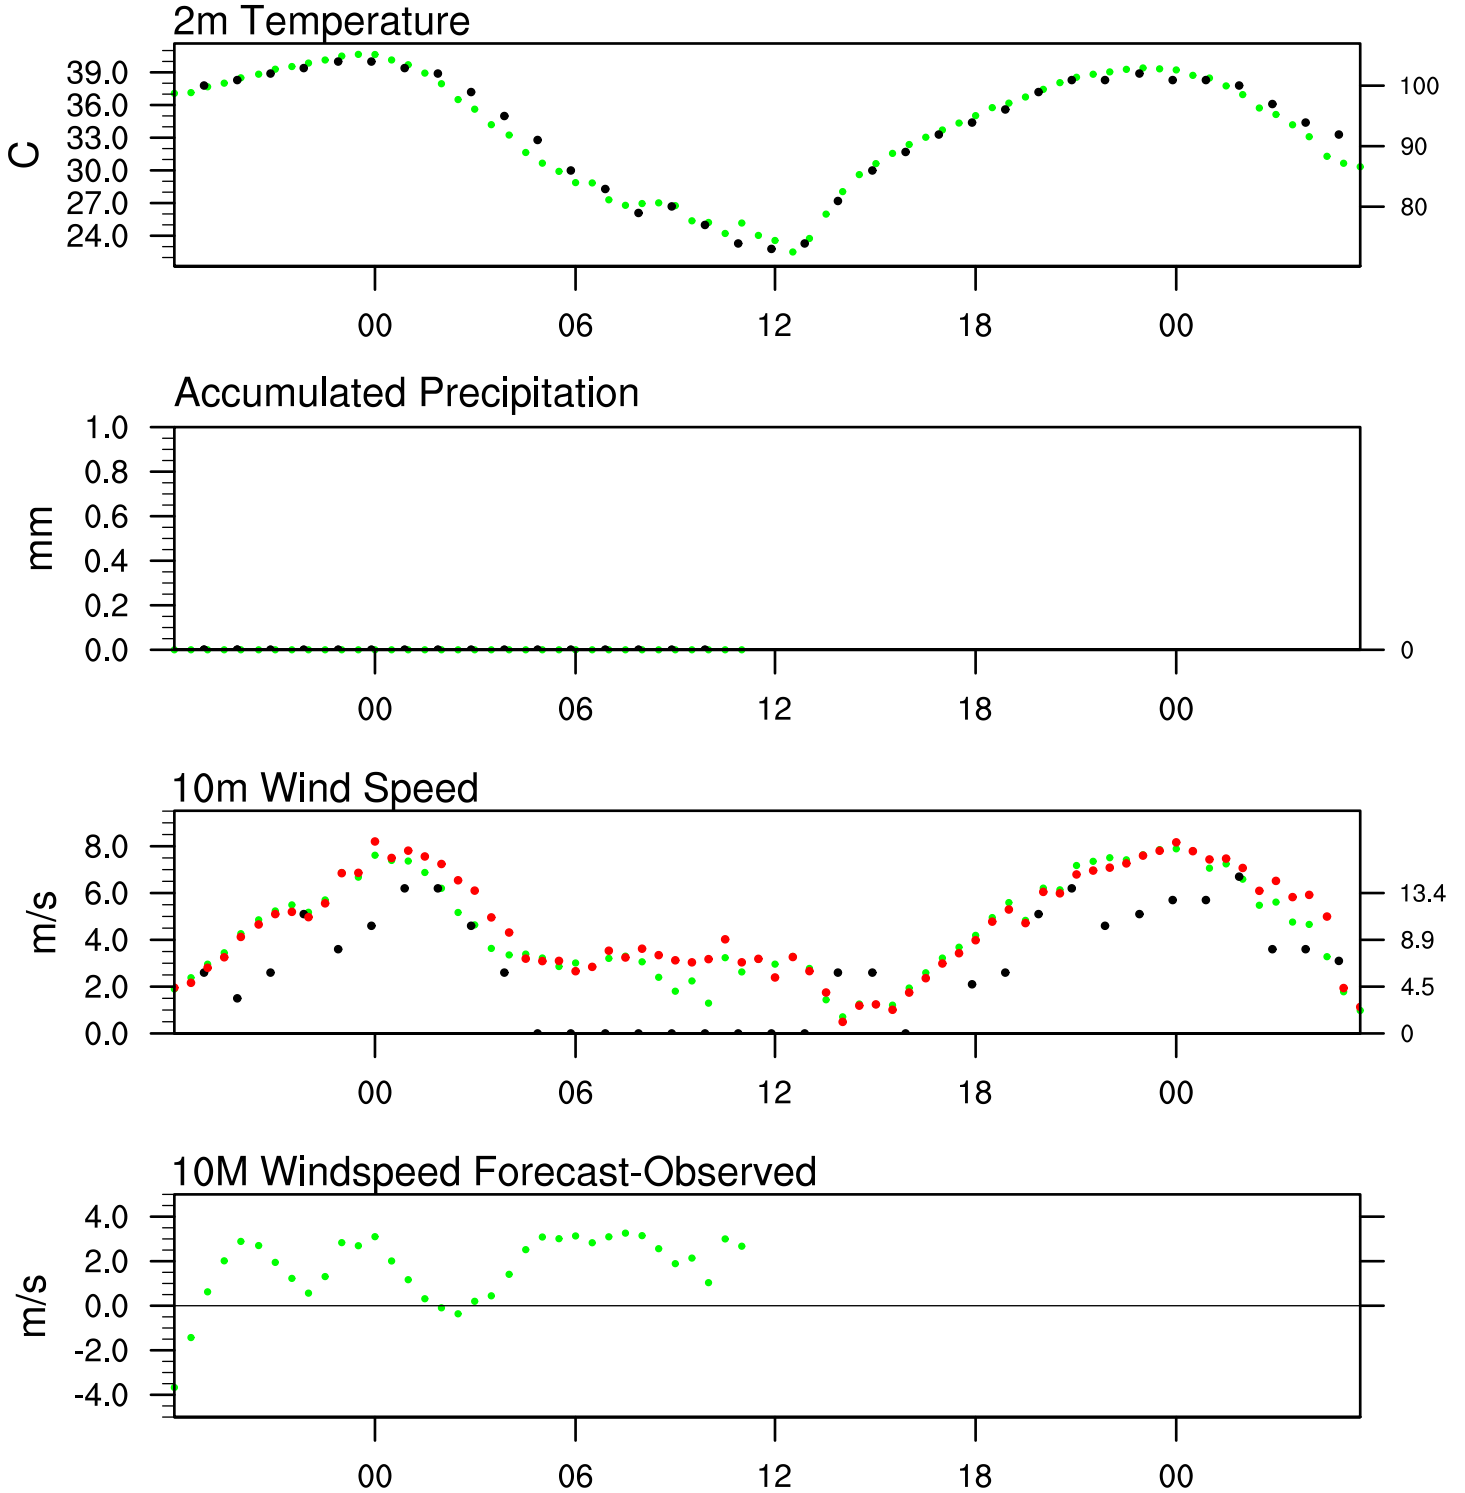 2m Temperature
C
39.0
36.0
33.0
30.0
27.0
24.0
100
90
80
00 06 12 18 00
Accumulated Precipitation
mm
1.0
0.8
0.6
0.4
0.2
0.0
0
00 06 12 18 00
10m Wind Speed
m/s
8.0
6.0
4.0
2.0
0.0
13.4
8.9
4.5
0
00 06 12 18 00
10M Windspeed Forecast-Observed
m/s
4.0
2.0
0.0
-2.0
-4.0
00 06 12 18 00